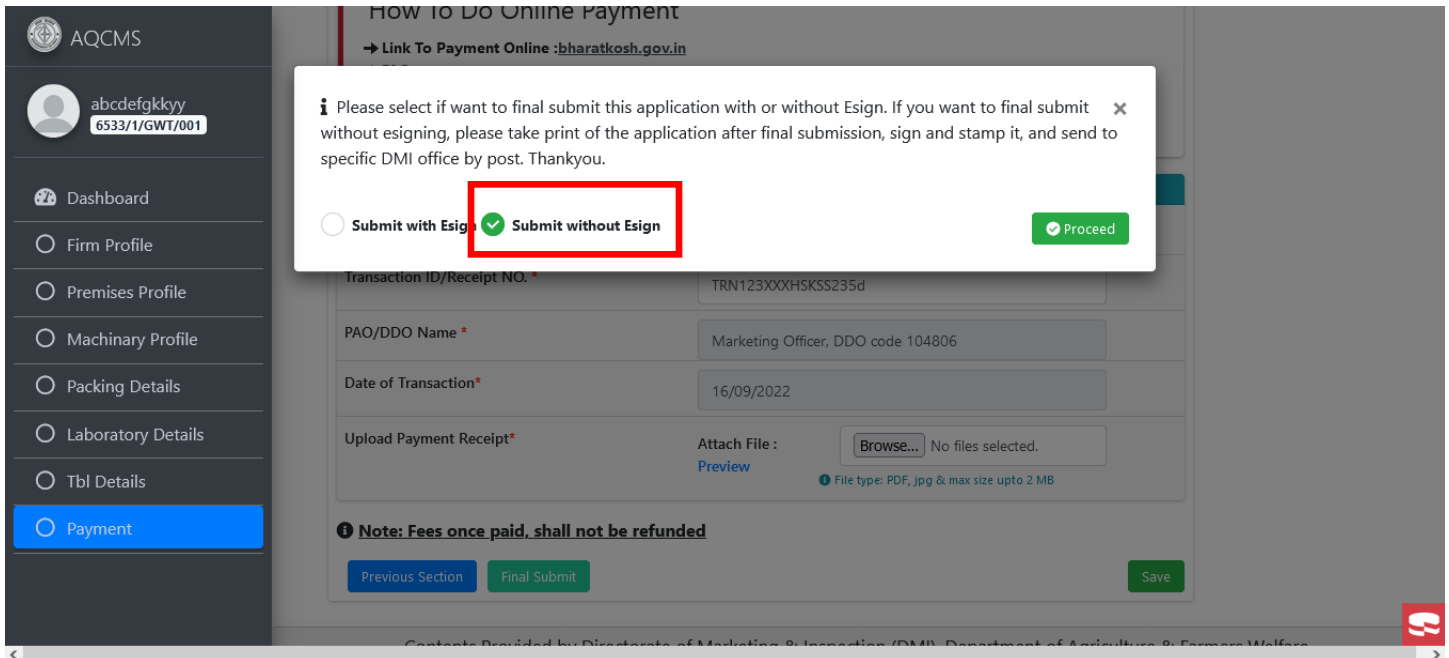 AQCMS
abcdefgkkyy
6533/1/GWT/001
Dashboard
Firm Profile
Premises Profile
Machinary Profile
Packing Details
Laboratory Details
Tbl Details
Payment
How To Do Online Payment
➔ Link To Payment Online :bharatkosh.gov.in
Please select if want to final submit this application with or without Esign. If you want to final submit
without esigning, please take print of the application after final submission, sign and stamp it, and send to
specific DMI office by post. Thankyou.
×
Submit with Esign Submit without Esign
Proceed
Transaction ID/Receipt NO. * TRN123XXXHSKSS235d
PAO/DDO Name * Marketing Officer, DDO code 104806
Date of Transaction* 16/09/2022
Upload Payment Receipt* Attach File : Browse... No files selected.
Preview
File type: PDF, jpg & max size upto 2 MB
Note: Fees once paid, shall not be refunded
Previous Section Final Submit Save
Contents Provided by Directorate of Marketing & Inspection (DMI), Department of Agriculture & Farmers Welfare